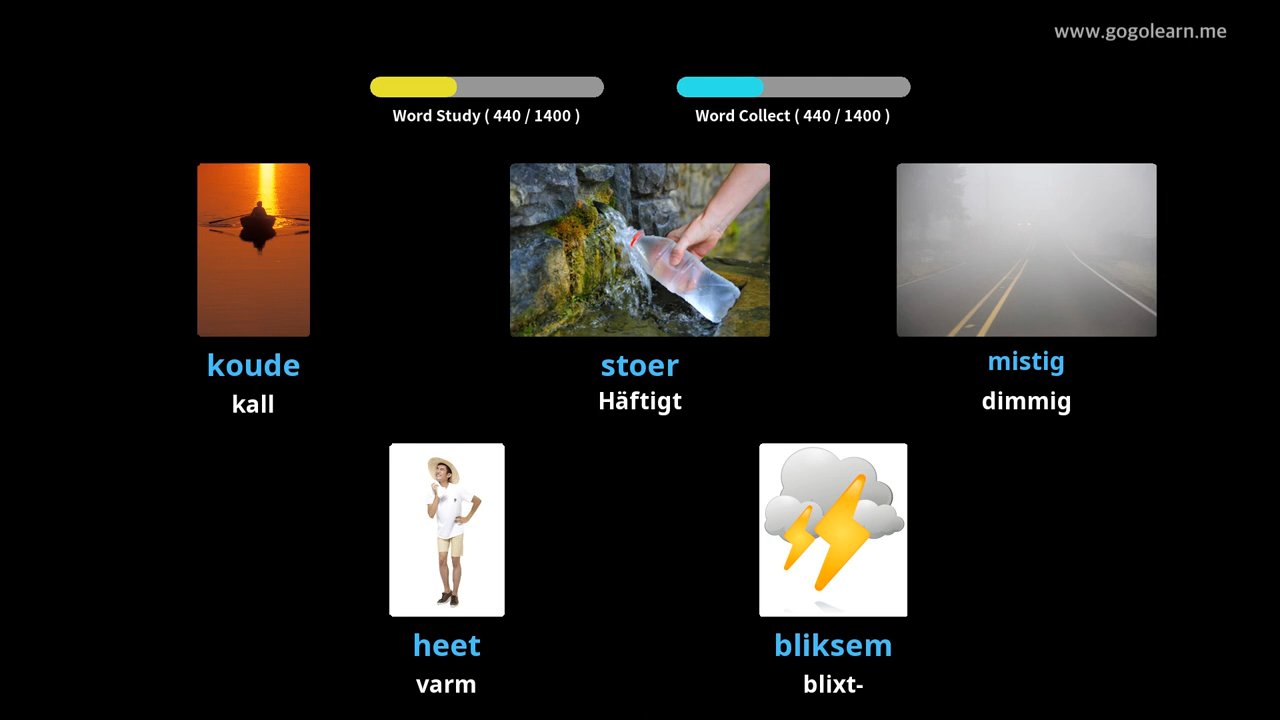 www.gogolearn.me
Word Study ( 440 / 1400 )
Word Collect ( 440 / 1400 )
koude
kall
stoer
Häftigt
mistig
dimmig
heet
varm
bliksem
blixt-